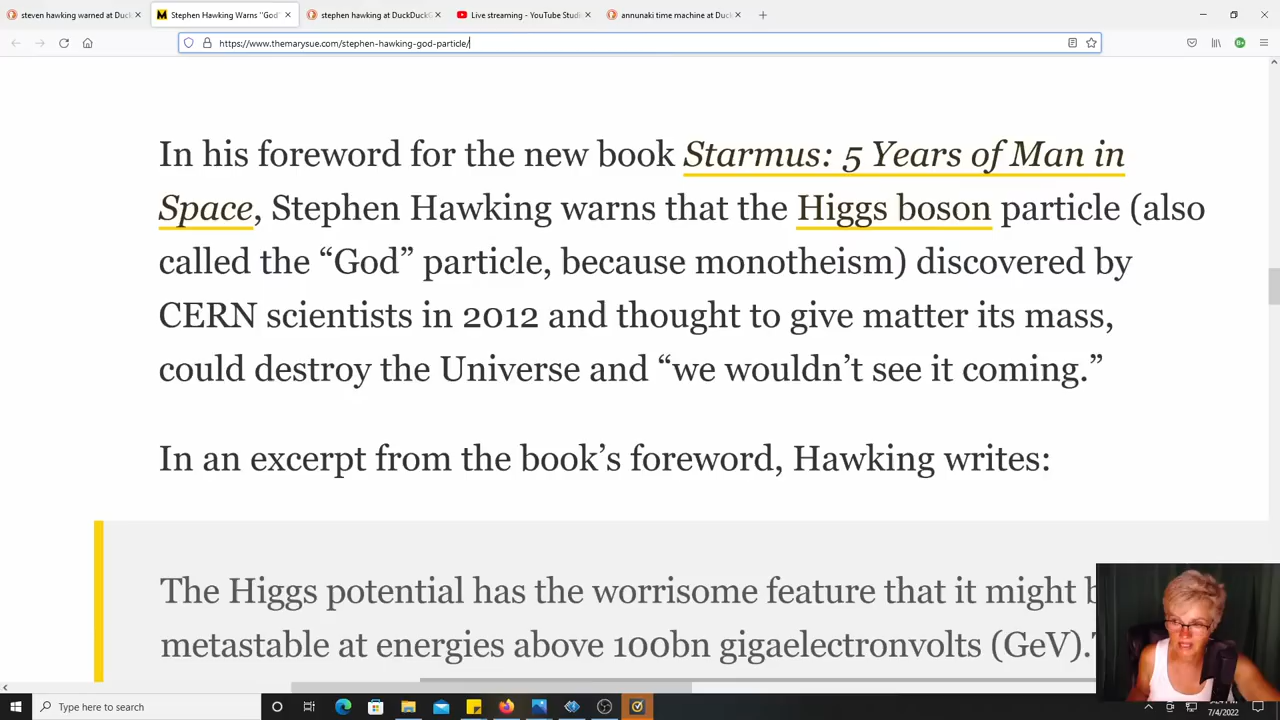 steven hawking warned at DuckDu
Stephen Hawking Warns "God"
stephen hawking at DuckDuckG
Live streaming - YouTube Studi
annunaki time machine at DuckD
https://www.themarysue.com/stephen-hawking-god-particle/
In his foreword for the new book Starmus: 5 Years of Man in
Space, Stephen Hawking warns that the Higgs boson particle (also
called the “God” particle, because monotheism) discovered by
CERN scientists in 2012 and thought to give matter its mass,
could destroy the Universe and “we wouldn’t see it coming.”
In an excerpt from the book’s foreword, Hawking writes:
The Higgs potential has the worrisome feature that it might b
metastable at energies above 100bn gigaelectronvolts (GeV).
Type here to search
7/4/2022